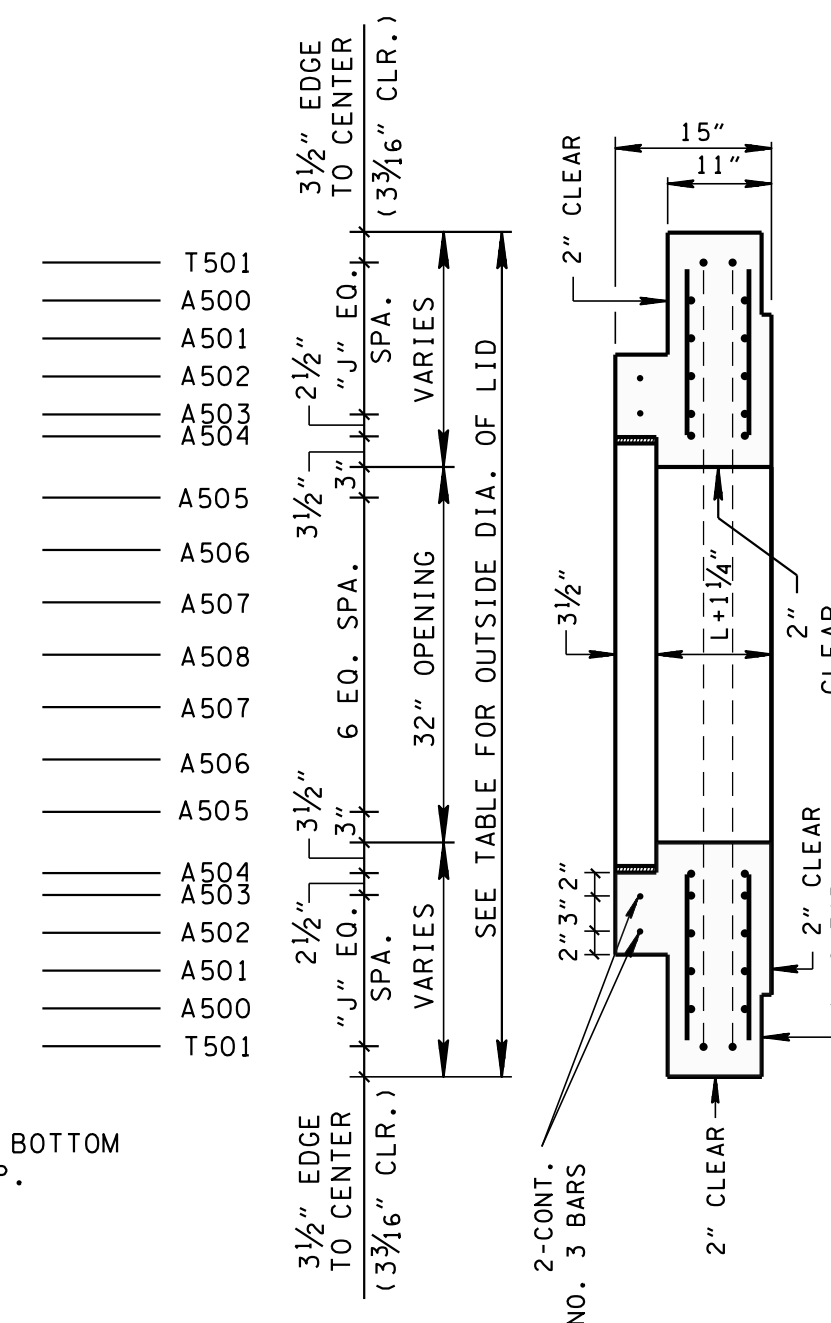 T501
A500
A501
A502
A503
A504
A505
A506
A507
A508
A507
A506
A505
A504
A503
A502
A501
A500
T501
BOTTOM
3½" EDGE
TO CENTER
(3³⁄₁₆" CLR.)
"J" EQ.
SPA.
2½"
3½"
3"
6 EQ. SPA.
3½"
3"
2½"
"J" EQ.
SPA.
3½" EDGE
TO CENTER
(3³⁄₁₆" CLR.)
VARIES
32" OPENING
VARIES
SEE TABLE FOR OUTSIDE DIA. OF LID
15"
11"
2" CLEAR
3½"
L+1¼"
2"
CLEAR
2" 3" 2"
2" CLEAR
2" CLEAR
2-CONT.
NO. 3 BARS